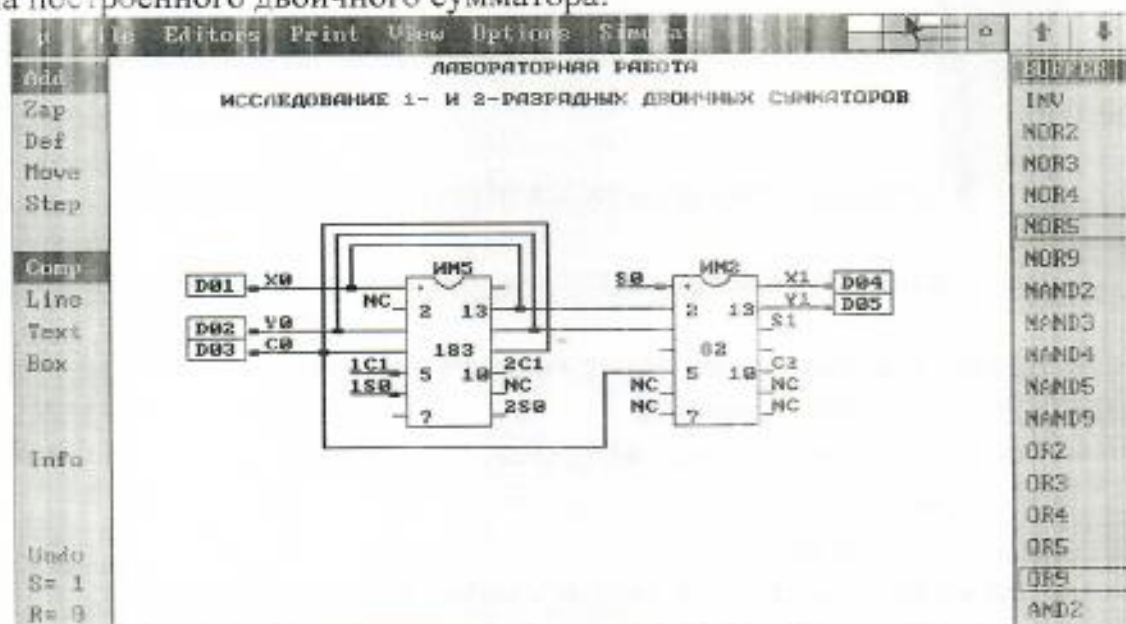 построенного двоичного сумматора.
File Editors Print View Options Simulate
Add
Zap
Def
Move
Step
Comp
Line
Text
Box
Info
Undo
S= 1
R= 9
ЛАБОРАТОРНАЯ РАБОТА
ИССЛЕДОВАНИЕ 1- И 2-РАЗРЯДНЫХ ДВОИЧНЫХ СУММАТОРОВ
D01 X0
D02 Y0
D03 C0
NC
1C1
1S0
ИМ5
2 13
183
5 10
7
2C1
NC
2S0
S0
NC
NC
ИМ2
2 13
82
5 10
7
X1 D04
Y1 D05
S1
C2
NC
NC
BUFFER
INV
NOR2
NOR3
NOR4
NOR5
NOR9
NAND2
NAND3
NAND4
NAND5
NAND9
OR2
OR3
OR4
OR5
OR9
AND2